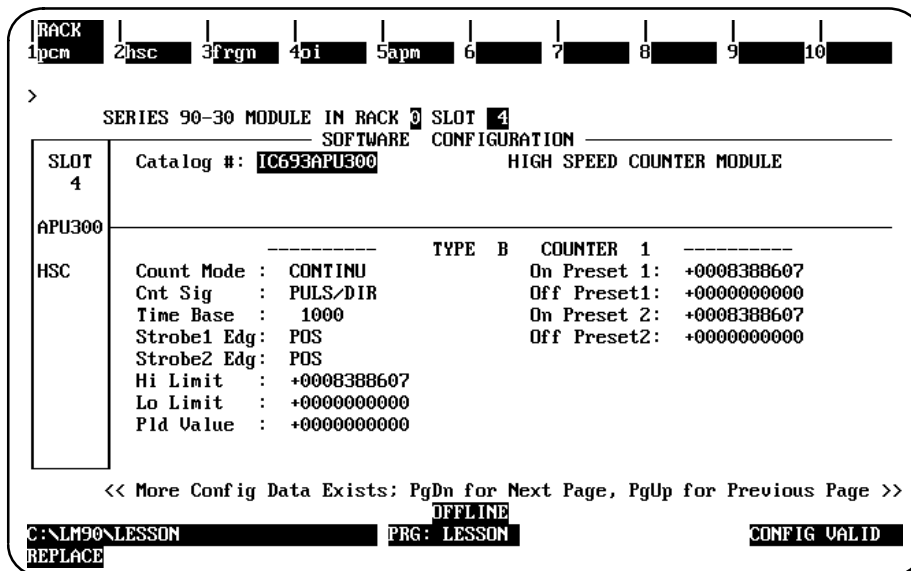 RACK
1pcm 2hsc 3frgn 4oi 5apm 6 7 8 9 10
>
SERIES 90-30 MODULE IN RACK 0 SLOT 4
SOFTWARE CONFIGURATION
SLOT Catalog #: IC693APU300 HIGH SPEED COUNTER MODULE
4
APU300
---------- TYPE B COUNTER 1 ----------
HSC Count Mode : CONTINU On Preset 1: +0008388607
Cnt Sig : PULS/DIR Off Preset1: +0000000000
Time Base : 1000 On Preset 2: +0008388607
Strobe1 Edg: POS Off Preset2: +0000000000
Strobe2 Edg: POS
Hi Limit : +0008388607
Lo Limit : +0000000000
Pld Value : +0000000000
<< More Config Data Exists; PgDn for Next Page, PgUp for Previous Page >>
OFFLINE
C:\LM90\LESSON PRG: LESSON CONFIG VALID
REPLACE